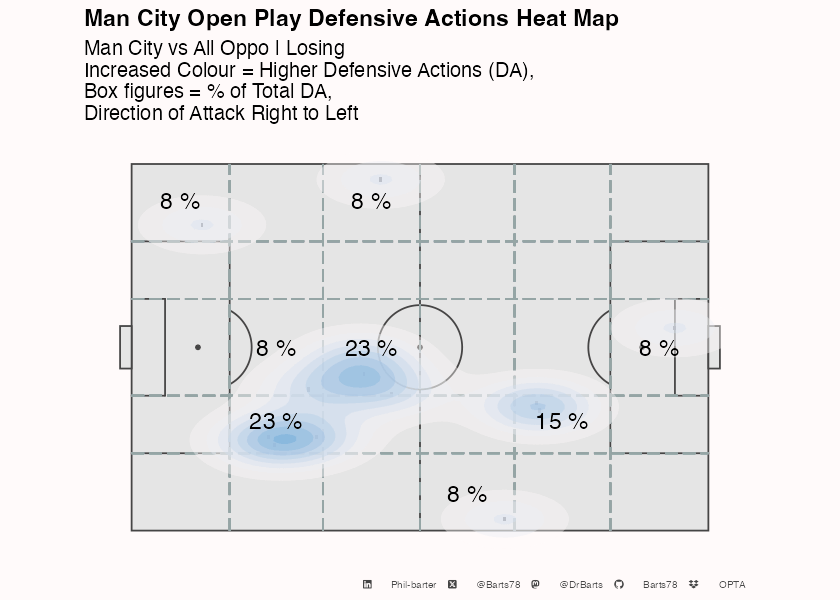 Man City Open Play Defensive Actions Heat Map
Man City vs All Oppo | Losing
Increased Colour = Higher Defensive Actions (DA),
Box figures = % of Total DA,
Direction of Attack Right to Left
8 %
8 %
8 %
23 %
8 %
23 %
15 %
8 %
Phil-barter @Barts78 @DrBarts Barts78 OPTA